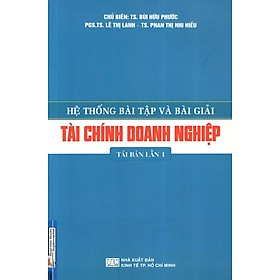 CHỦ BIÊN: TS. BÙI HỮU PHƯỚC
PGS.TS. LÊ THỊ LANH - TS. PHAN THỊ NHI HIẾU
HỆ THỐNG BÀI TẬP VÀ BÀI GIẢI
TÀI CHÍNH DOANH NGHIỆP
TÁI BẢN LẦN 1
NHÀ XUẤT BẢN
KINH TẾ TP. HỒ CHÍ MINH